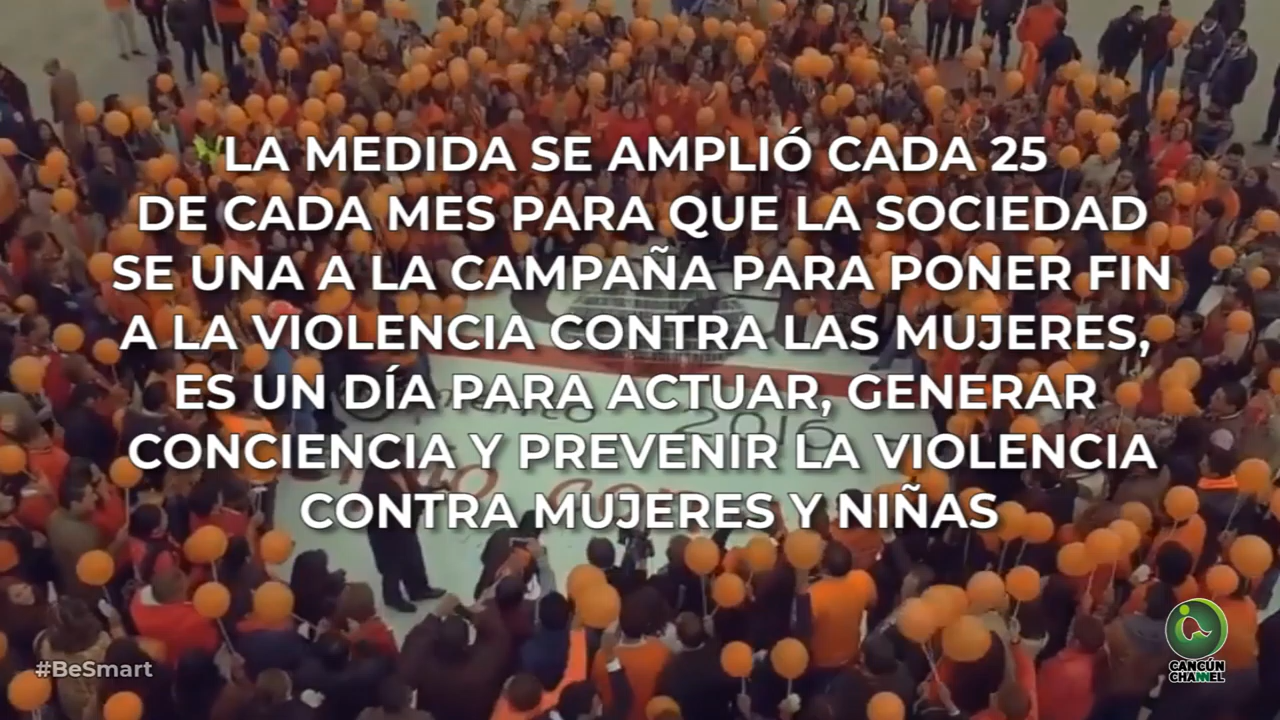 LA MEDIDA SE AMPLIÓ CADA 25
DE CADA MES PARA QUE LA SOCIEDAD
SE UNA A LA CAMPAÑA PARA PONER FIN
A LA VIOLENCIA CONTRA LAS MUJERES,
ES UN DÍA PARA ACTUAR, GENERAR
CONCIENCIA Y PREVENIR LA VIOLENCIA
CONTRA MUJERES Y NIÑAS
2016
#BeSmart
CANCÚN
CHANNEL